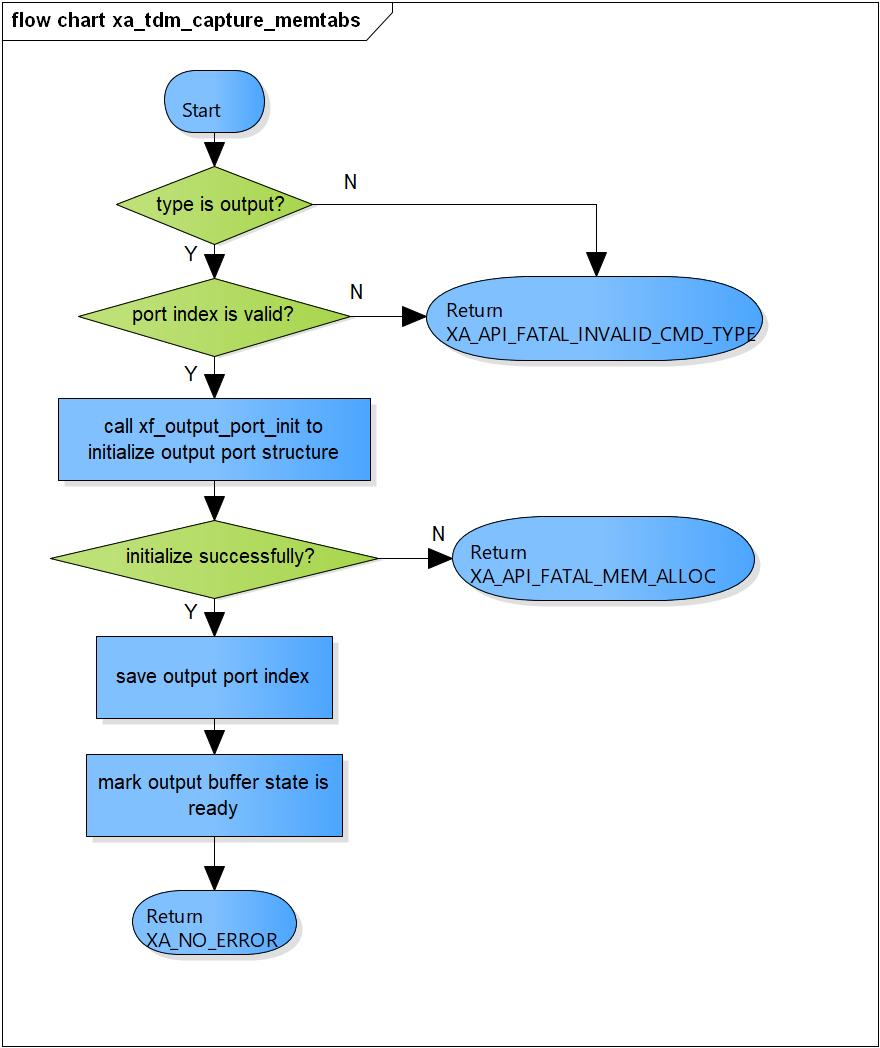 flow chart xa_tdm_capture_memtabs
Start
type is output?
N
Y
port index is valid?
N
Return
XA_API_FATAL_INVALID_CMD_TYPE
Y
call xf_output_port_init to
initialize output port structure
initialize successfully?
N
Return
XA_API_FATAL_MEM_ALLOC
Y
save output port index
mark output buffer state is
ready
Return
XA_NO_ERROR